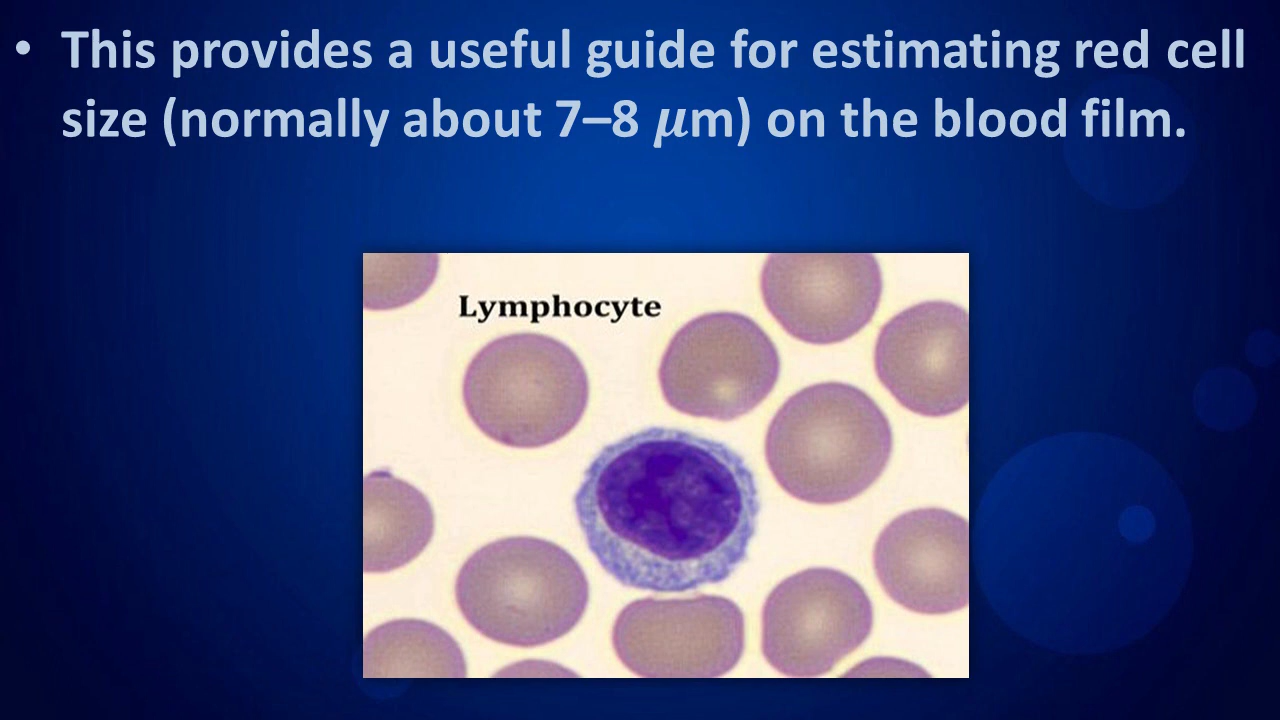 • This provides a useful guide for estimating red cell
size (normally about 7–8 𝝁m) on the blood film.
Lymphocyte